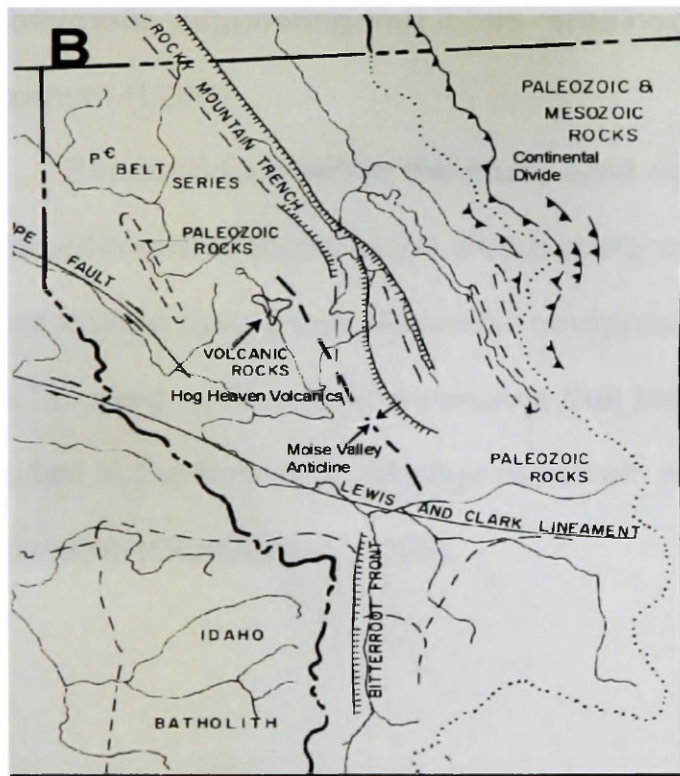 B
ROCKY MOUNTAIN TRENCH
PALEOZOIC &
MESOZOIC
ROCKS
Continental
Divide
P€
BELT
SERIES
PALEOZOIC
ROCKS
OPE FAULT
VOLCANIC
ROCKS
Hog Heaven Volcanics
Moise Valley
Anticline
PALEOZOIC
ROCKS
LEWIS AND CLARK LINEAMENT
BITTERROOT FRONT
IDAHO
BATHOLITH